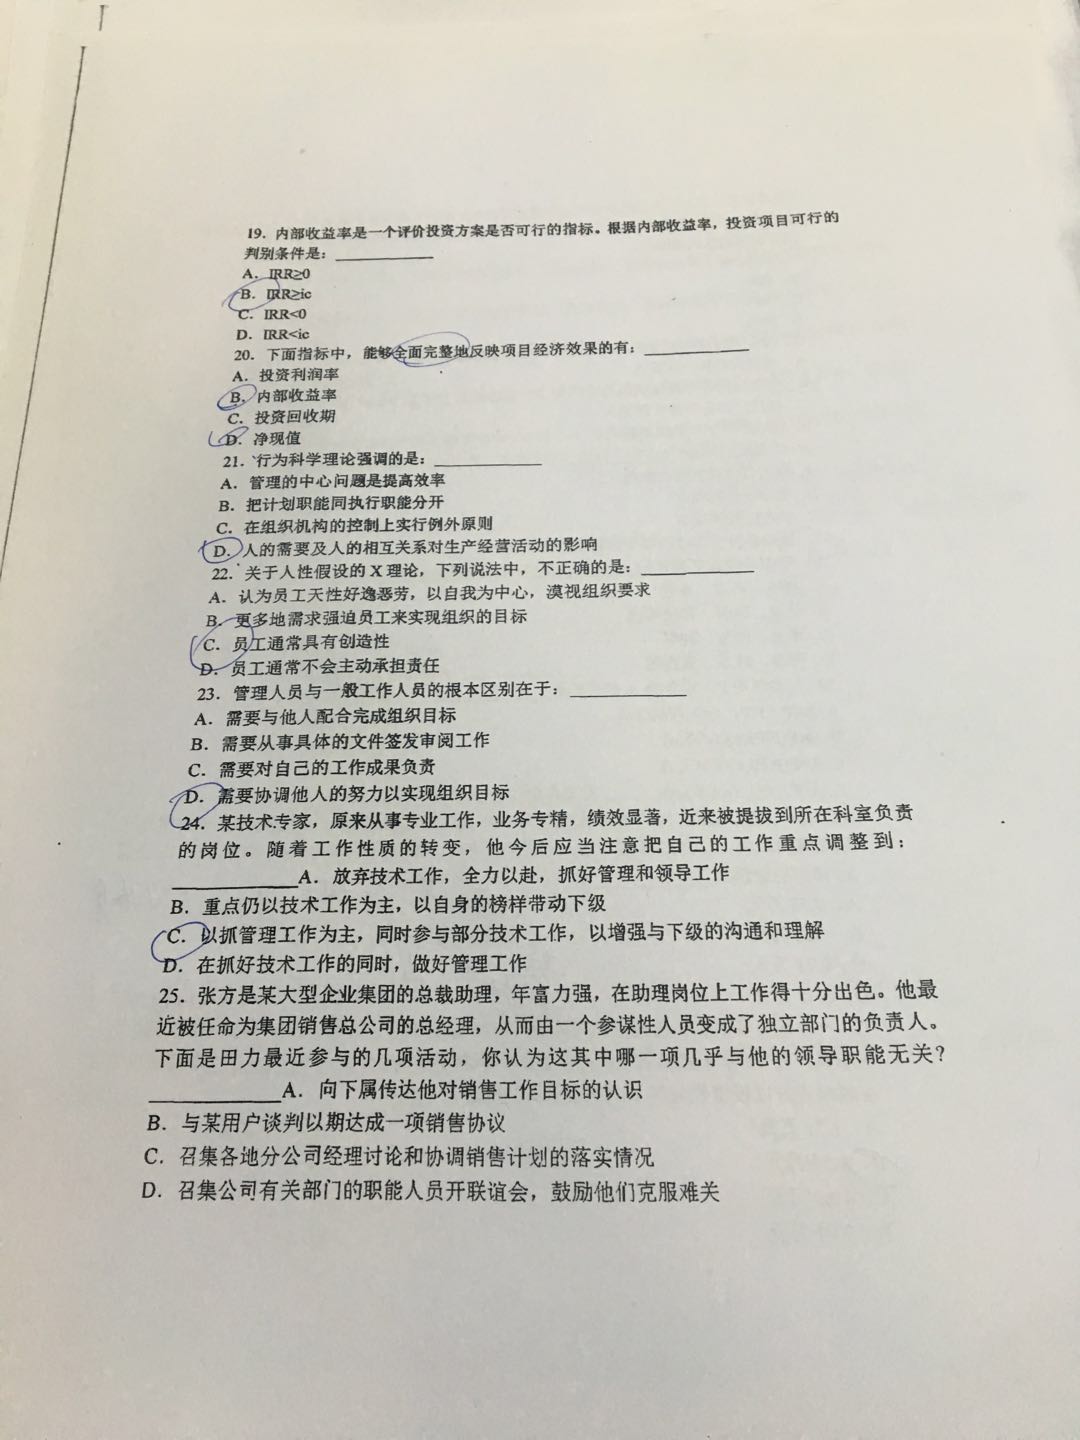 19. 内部收益率是一个评价投资方案是否可行的指标。根据内部收益率，投资项目可行的
判别条件是：__________
A. IRR≥0
B. IRR≥ic
C. IRR<0
D. IRR<ic
20. 下面指标中，能够全面完整地反映项目经济效果的有：__________
A. 投资利润率
B. 内部收益率
C. 投资回收期
D. 净现值
21. 行为科学理论强调的是：__________
A. 管理的中心问题是提高效率
B. 把计划职能同执行职能分开
C. 在组织机构的控制上实行例外原则
D. 人的需要及人的相互关系对生产经营活动的影响
22. 关于人性假设的 X 理论，下列说法中，不正确的是：__________
A. 认为员工天性好逸恶劳，以自我为中心，漠视组织要求
B. 更多地需求强迫员工来实现组织的目标
C. 员工通常具有创造性
D. 员工通常不会主动承担责任
23. 管理人员与一般工作人员的根本区别在于：__________
A. 需要与他人配合完成组织目标
B. 需要从事具体的文件签发审阅工作
C. 需要对自己的工作成果负责
D. 需要协调他人的努力以实现组织目标
24. 某技术专家，原来从事专业工作，业务专精，绩效显著，近来被提拔到所在科室负责
的岗位。随着工作性质的转变，他今后应当注意把自己的工作重点调整到：
__________A. 放弃技术工作，全力以赴，抓好管理和领导工作
B. 重点仍以技术工作为主，以自身的榜样带动下级
C. 以抓管理工作为主，同时参与部分技术工作，以增强与下级的沟通和理解
D. 在抓好技术工作的同时，做好管理工作
25. 张方是某大型企业集团的总裁助理，年富力强，在助理岗位上工作得十分出色。他最
近被任命为集团销售总公司的总经理，从而由一个参谋性人员变成了独立部门的负责人。
下面是田力最近参与的几项活动，你认为这其中哪一项几乎与他的领导职能无关？
__________A. 向下属传达他对销售工作目标的认识
B. 与某用户谈判以期达成一项销售协议
C. 召集各地分公司经理讨论和协调销售计划的落实情况
D. 召集公司有关部门的职能人员开联谊会，鼓励他们克服难关